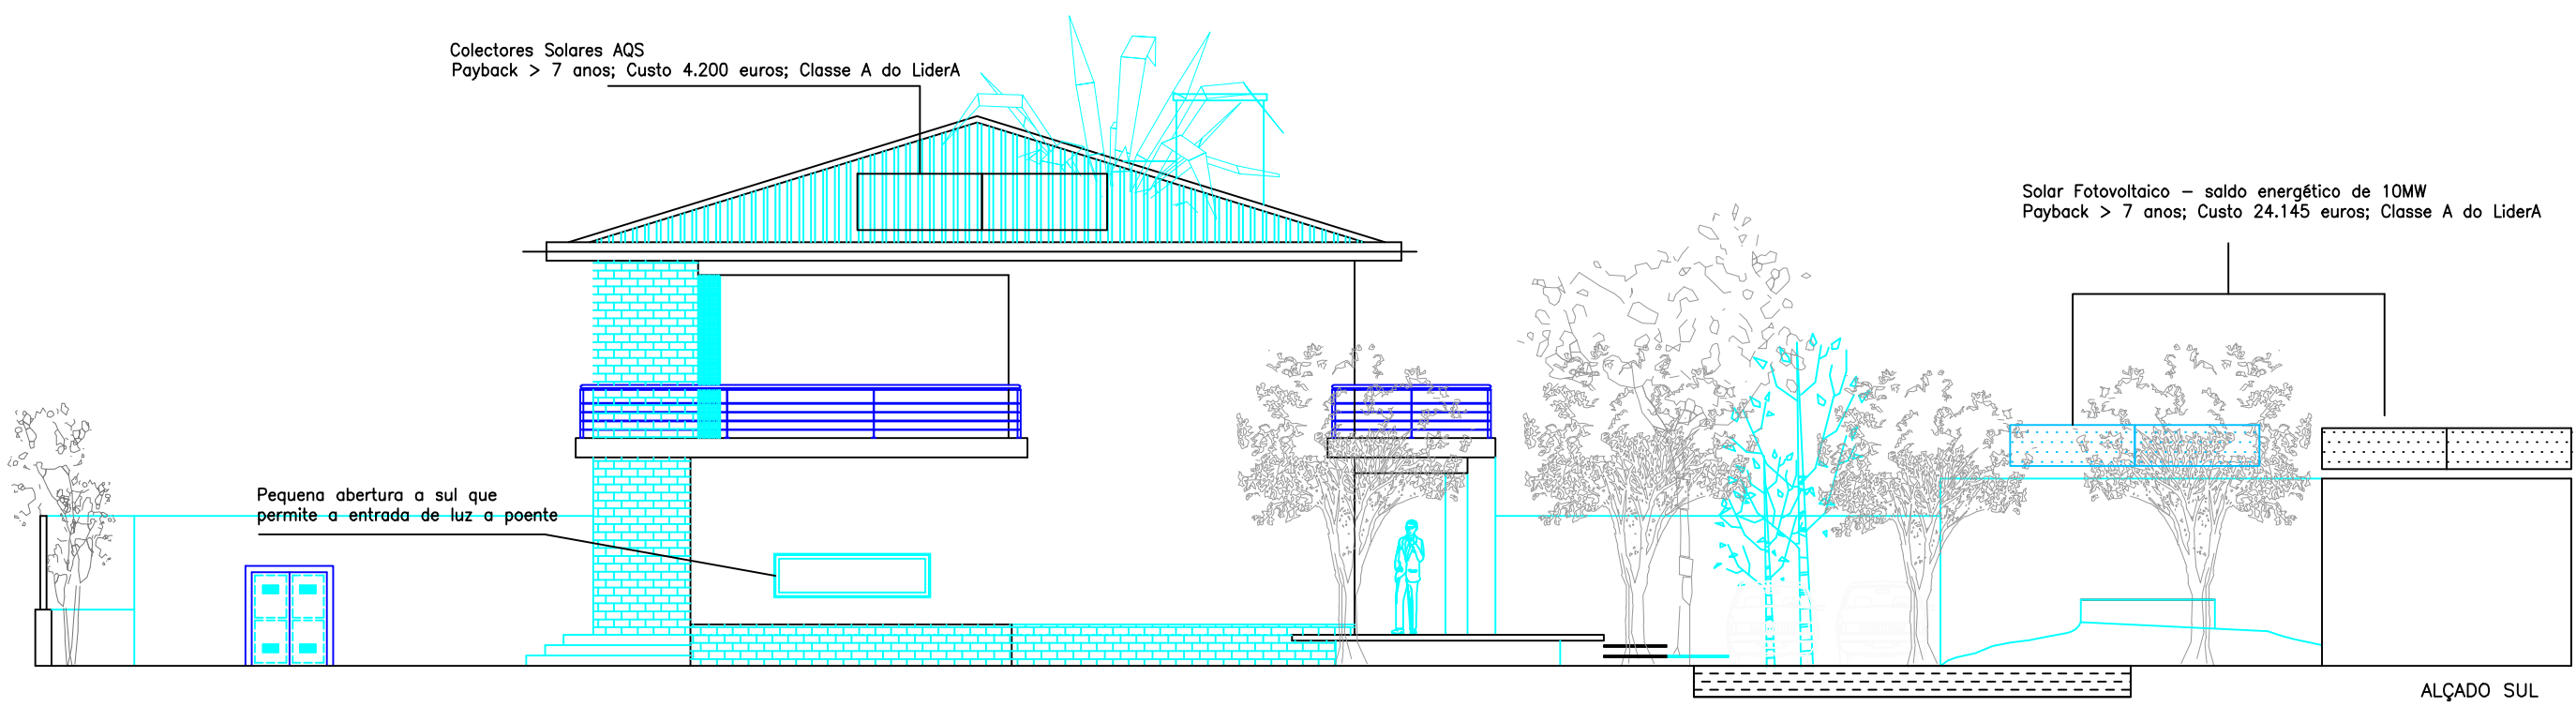 Colectores Solares AQS
Payback > 7 anos; Custo 4.200 euros; Classe A do LiderA
Solar Fotovoltaico – saldo energético de 10MW
Payback > 7 anos; Custo 24.145 euros; Classe A do LiderA
Pequena abertura a sul que
permite a entrada de luz a poente
ALÇADO SUL